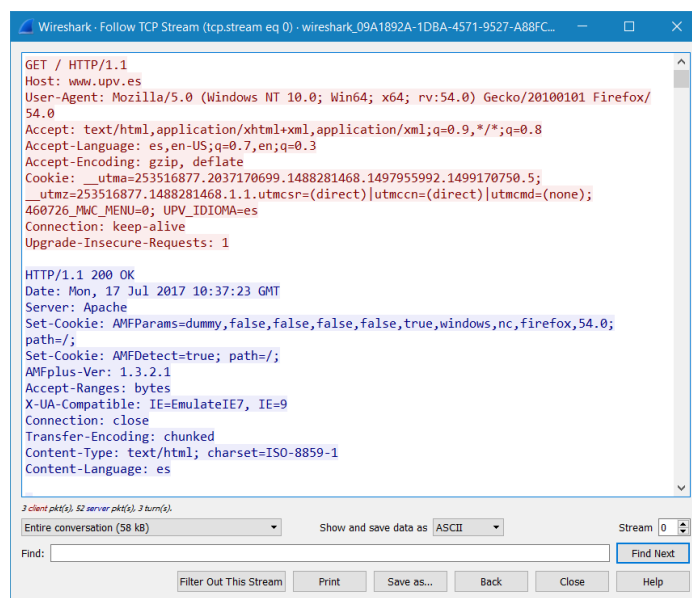 Wireshark · Follow TCP Stream (tcp.stream eq 0) · wireshark_09A1892A-1DBA-4571-9527-A88FC...
GET / HTTP/1.1
Host: www.upv.es
User-Agent: Mozilla/5.0 (Windows NT 10.0; Win64; x64; rv:54.0) Gecko/20100101 Firefox/
54.0
Accept: text/html,application/xhtml+xml,application/xml;q=0.9,*/*;q=0.8
Accept-Language: es,en-US;q=0.7,en;q=0.3
Accept-Encoding: gzip, deflate
Cookie: __utma=253516877.2037170699.1488281468.1497955992.1499170750.5;
__utmz=253516877.1488281468.1.1.utmcsr=(direct)|utmccn=(direct)|utmcmd=(none);
460726_MWC_MENU=0; UPV_IDIOMA=es
Connection: keep-alive
Upgrade-Insecure-Requests: 1
HTTP/1.1 200 OK
Date: Mon, 17 Jul 2017 10:37:23 GMT
Server: Apache
Set-Cookie: AMFParams=dummy,false,false,false,false,true,windows,nc,firefox,54.0;
path=/;
Set-Cookie: AMFDetect=true; path=/;
AMFplus-Ver: 1.3.2.1
Accept-Ranges: bytes
X-UA-Compatible: IE=EmulateIE7, IE=9
Connection: close
Transfer-Encoding: chunked
Content-Type: text/html; charset=ISO-8859-1
Content-Language: es
3 client pkt(s), 52 server pkt(s), 3 turn(s).
Entire conversation (58 kB) Show and save data as ASCII Stream 0
Find: Find Next
Filter Out This Stream Print Save as... Back Close Help